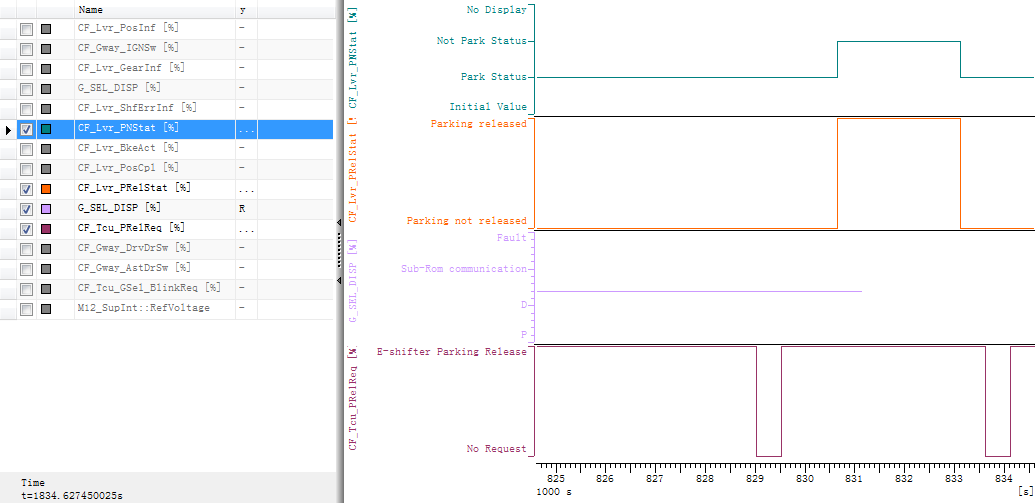 Name y
CF_Lvr_PosInf [%] -
CF_Gway_IGNSw [%] -
CF_Lvr_GearInf [%] -
G_SEL_DISP [%] -
CF_Lvr_ShfErrInf [%] -
CF_Lvr_PNStat [%] ...
CF_Lvr_BkeAct [%] -
CF_Lvr_PosCpl [%] -
CF_Lvr_PRelStat [%] ...
G_SEL_DISP [%] R
CF_Tcu_PRelReq [%] ...
CF_Gway_DrvDrSw [%] -
CF_Gway_AstDrSw [%] -
CF_Tcu_GSel_BlinkReq [%] -
M12_SupInt::RefVoltage -
Time
t=1834.627450025s
CF_Lvr_PNStat [%]
No Display
Not Park Status
Park Status
Initial Value
CF_Lvr_PRelStat
Parking released
Parking not released
G_SEL_DISP [%]
Fault
Sub-Rom communication
D
P
CF_Tcu_PRelReq [%
E-shifter Parking Release
No Request
825 826 827 828 829 830 831 832 833 834
1000 s [s]